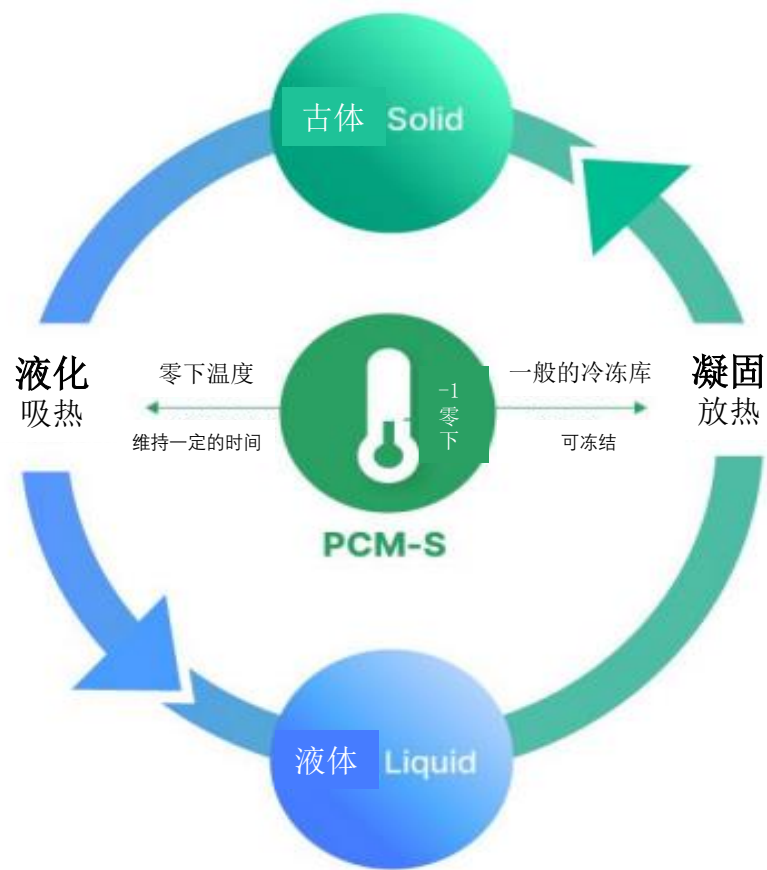 古体 Solid
液化
吸热
零下温度
维持一定的时间
-1
零
下
一般的冷冻库
可冻结
凝固
放热
PCM-S
液体 Liquid